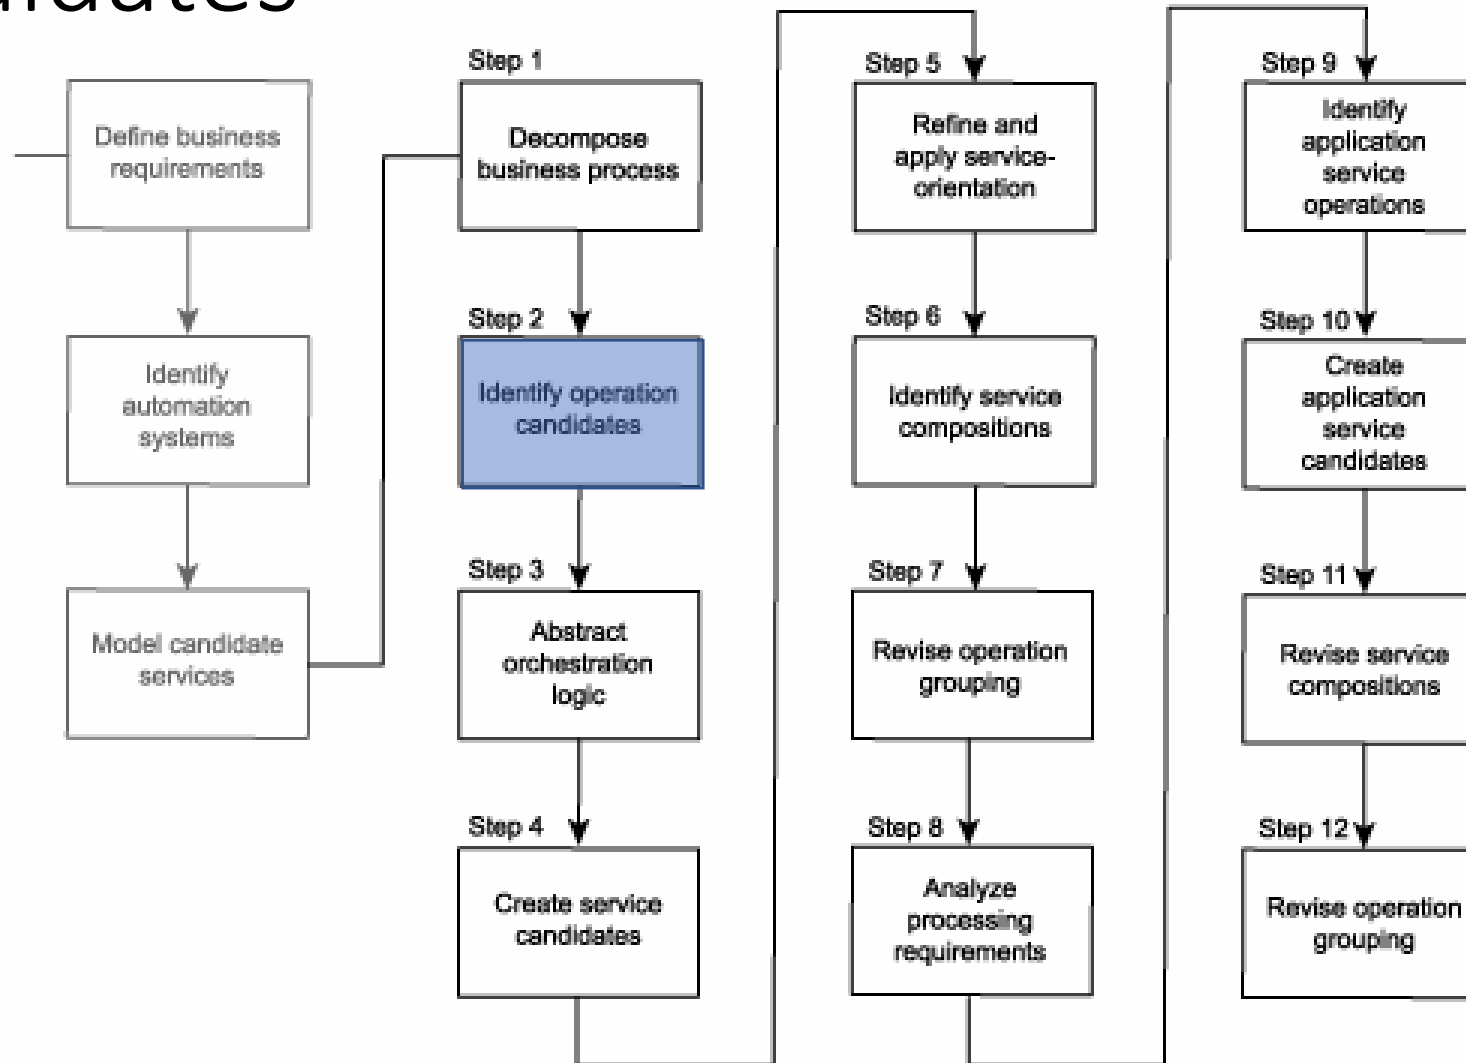 Define business
requirements
Identify
automation
systems
Model candidate
services
Step 1
Decompose
business process
Step 2
Identify operation
candidates
Step 3
Abstract
orchestration
logic
Step 4
Create service
candidates
Step 5
Refine and
apply service-
orientation
Step 6
Identify service
compositions
Step 7
Revise operation
grouping
Step 8
Analyze
processing
requirements
Step 9
Identify
application
service
operations
Step 10
Create
application
service
candidates
Step 11
Revise service
compositions
Step 12
Revise operation
grouping